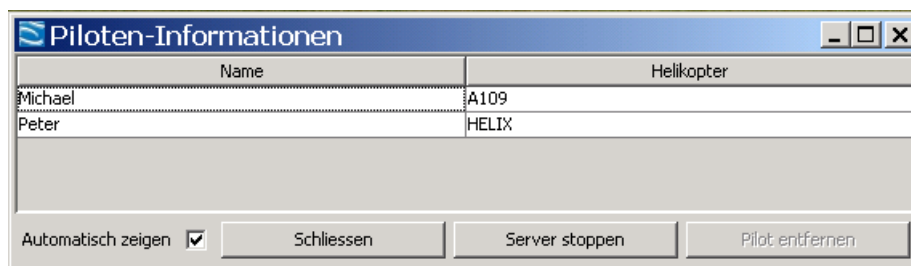 Piloten-Informationen
Name Helikopter
Michael A109
Peter HELIX
Automatisch zeigen Schliessen Server stoppen Pilot entfernen